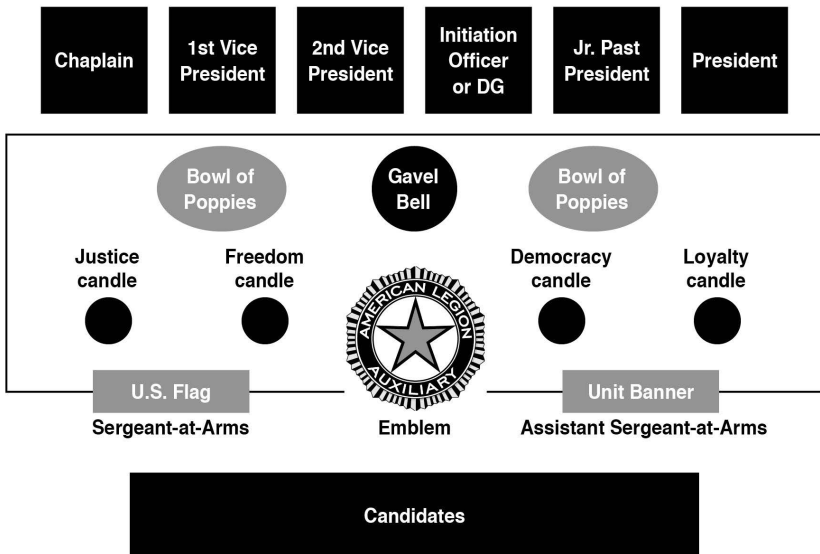 Chaplain
1st Vice
President
2nd Vice
President
Initiation
Officer
or DG
Jr. Past
President
President
Bowl of
Poppies
Gavel
Bell
Bowl of
Poppies
Justice
candle
Freedom
candle
Democracy
candle
Loyalty
candle
AMERICAN LEGION
AUXILIARY
U.S. Flag
Unit Banner
Sergeant-at-Arms
Emblem
Assistant Sergeant-at-Arms
Candidates